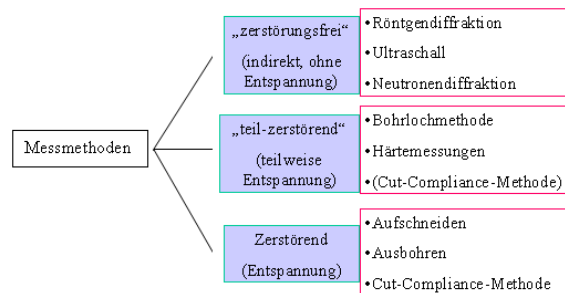 Messmethoden
„zerstörungsfrei“
(indirekt, ohne
Entspannung)
•Röntgendiffraktion
•Ultraschall
•Neutronendiffraktion
„teil-zerstörend“
(teilweise
Entspannung)
•Bohrlochmethode
•Härtemessungen
•(Cut-Compliance-Methode)
Zerstörend
(Entspannung)
•Aufschneiden
•Ausbohren
•Cut-Compliance-Methode